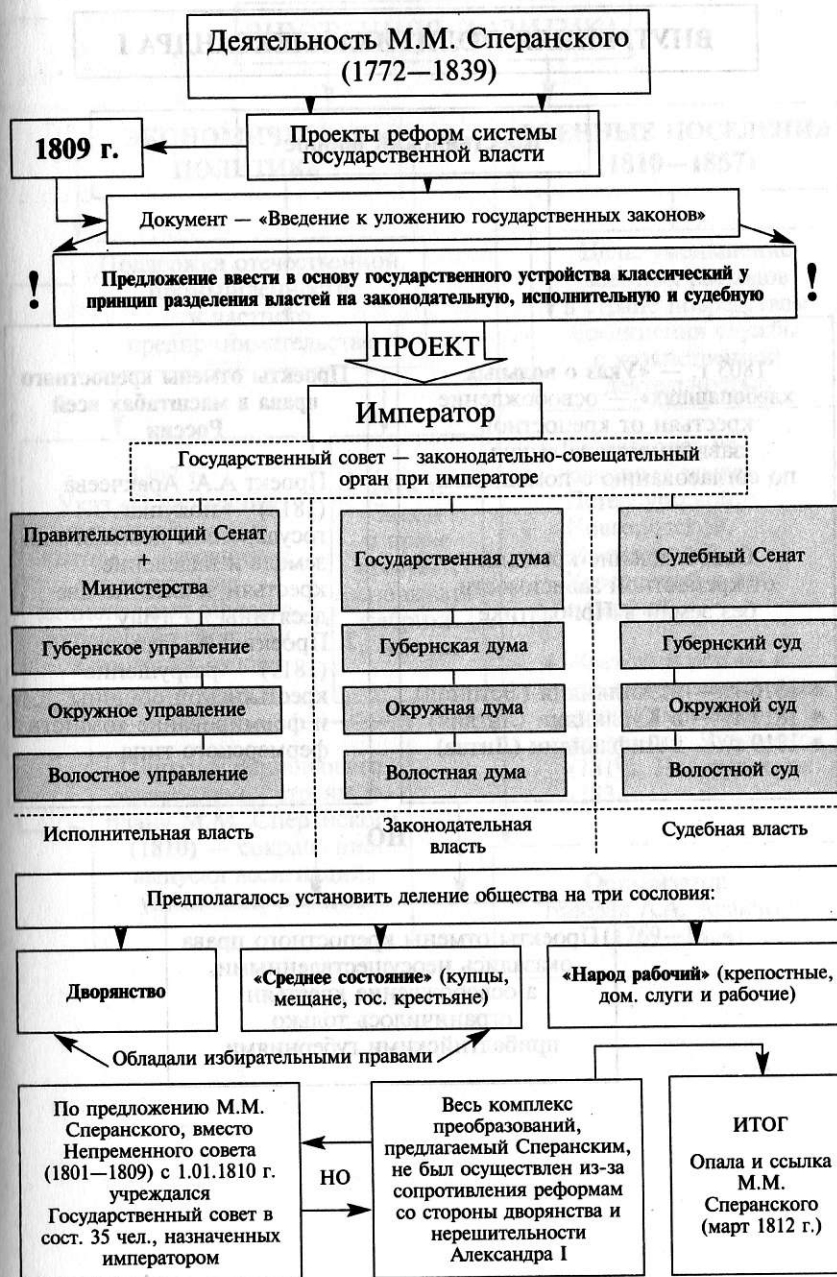 Деятельность М.М. Сперанского
(1772—1839)
1809 г.
Проекты реформ системы
государственной власти
Документ — «Введение к уложению государственных законов»
!
Предложено ввести в основу государственного устройства классический у
принцип разделения властей на законодательную, исполнительную и судебную
!
ПРОЕКТ
Император
Государственный совет — законодательно-совещательный
орган при императоре
Правительствующий Сенат
+
Министерства
Государственная дума
Судебный Сенат
Губернское управление
Губернская дума
Губернский суд
Окружное управление
Окружная дума
Окружной суд
Волостное управление
Волостная дума
Волостной суд
Исполнительная власть
Законодательная
власть
Судебная власть
Предполагалось установить деление общества на три сословия:
Дворянство
«Среднее состояние» (купцы,
мещане, гос. крестьяне)
«Народ рабочий» (крепостные,
дом. слуги и рабочие)
Обладали избирательными правами
По предложению М.М.
Сперанского, вместо
Непременного совета
(1801—1809) с 1.01.1810 г.
учреждался
Государственный совет в
сост. 35 чел., назначенных
императором
НО
Весь комплекс
преобразований,
предлагаемый Сперанским,
не был осуществлен из-за
сопротивления реформам
со стороны дворянства и
нерешительности
Александра I
ИТОГ
Опала и ссылка
М.М.
Сперанского
(март 1812 г.)